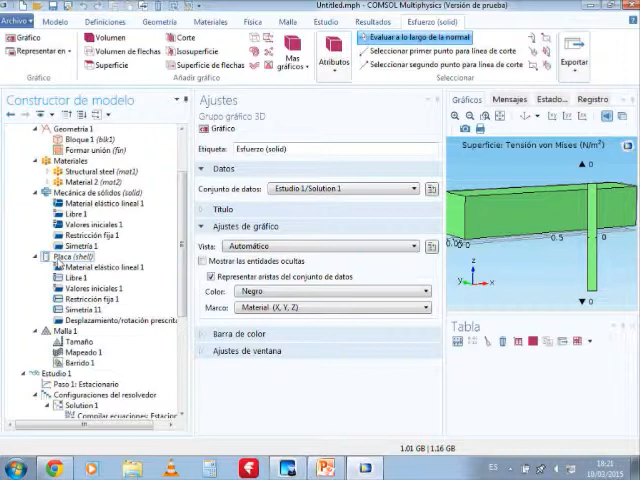 Untitled.mph - COMSOL Multiphysics (Versión de prueba)
Archivo
Modelo
Definiciones
Geometría
Materiales
Física
Malla
Estudio
Resultados
Esfuerzo (solid)
Gráfico
Representar en
Gráfico
Volumen
Volumen de flechas
Superficie
Corte
Isosuperficie
Superficie de flechas
Mas gráficos
Añadir gráfico
Atributos
Evaluar a lo largo de la normal
Seleccionar primer punto para línea de corte
Seleccionar segundo punto para línea de corte
Seleccionar
Exportar
Constructor de modelo
Geometría 1
Bloque 1 (blk1)
Formar unión (fin)
Materiales
Structural steel (mat1)
Material 2 (mat2)
Mecánica de sólidos (solid)
Material elástico lineal 1
Libre 1
Valores iniciales 1
Restricción fija 1
Simetría 1
Placa (shell)
Material elástico lineal 1
Libre 1
Valores iniciales 1
Restricción fija 1
Simetría 11
Desplazamiento/rotación prescrita
Malla 1
Tamaño
Mapeado 1
Barrido 1
Estudio 1
Paso 1: Estacionario
Configuraciones del resolvedor
Solution 1
Compilar ecuaciones: Estacion
Ajustes
Grupo gráfico 3D
Gráfico
Etiqueta: Esfuerzo (solid)
Datos
Conjunto de datos: Estudio 1/Solution 1
Título
Ajustes de gráfico
Vista: Automático
Mostrar las entidades ocultas
Representar aristas del conjunto de datos
Color: Negro
Marco: Material (X, Y, Z)
Barra de color
Ajustes de ventana
Gráficos
Mensajes
Estado...
Registro
Superficie: Tensión von Mises (N/m²)
▲ 0
0.5
0
z
y
x
▼ 0
Tabla
1.01 GB | 1.16 GB
ES
18:21
19/03/2015